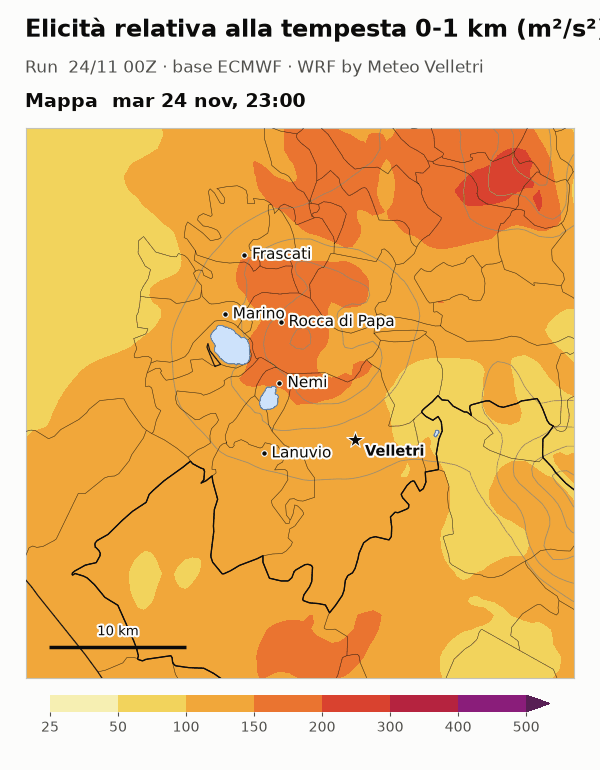 Elicità relativa alla tempesta 0-1 km (m²/s²)
Run  24/11 00Z · base ECMWF · WRF by Meteo Velletri
Mappa  mar 24 nov, 23:00
Frascati
Marino
Rocca di Papa
Nemi
Velletri
Lanuvio
10 km
25 50 100 150 200 300 400 500